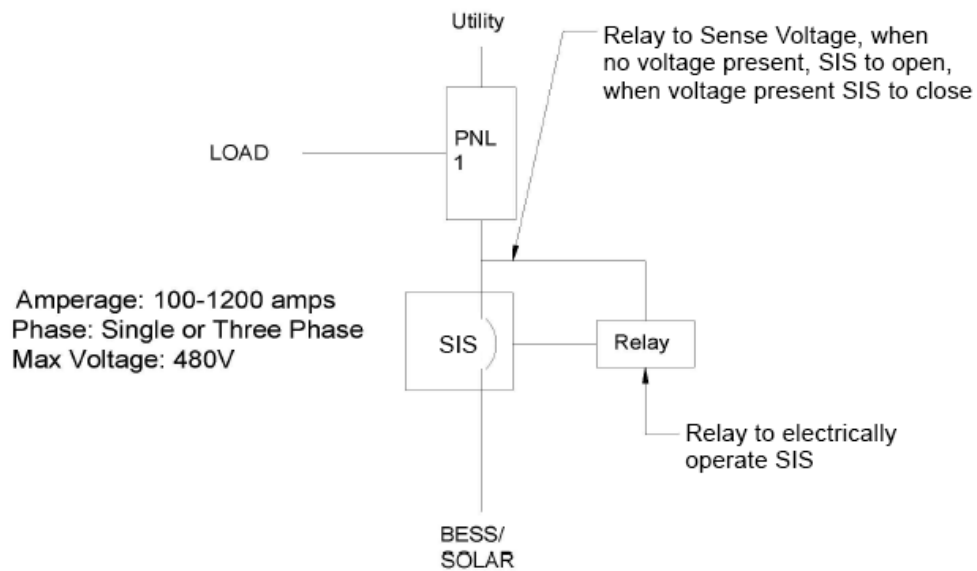 Utility
Relay to Sense Voltage, when
no voltage present, SIS to open,
when voltage present SIS to close
PNL
1
LOAD
Amperage: 100-1200 amps
Phase: Single or Three Phase
Max Voltage: 480V
SIS
Relay
Relay to electrically
operate SIS
BESS/
SOLAR